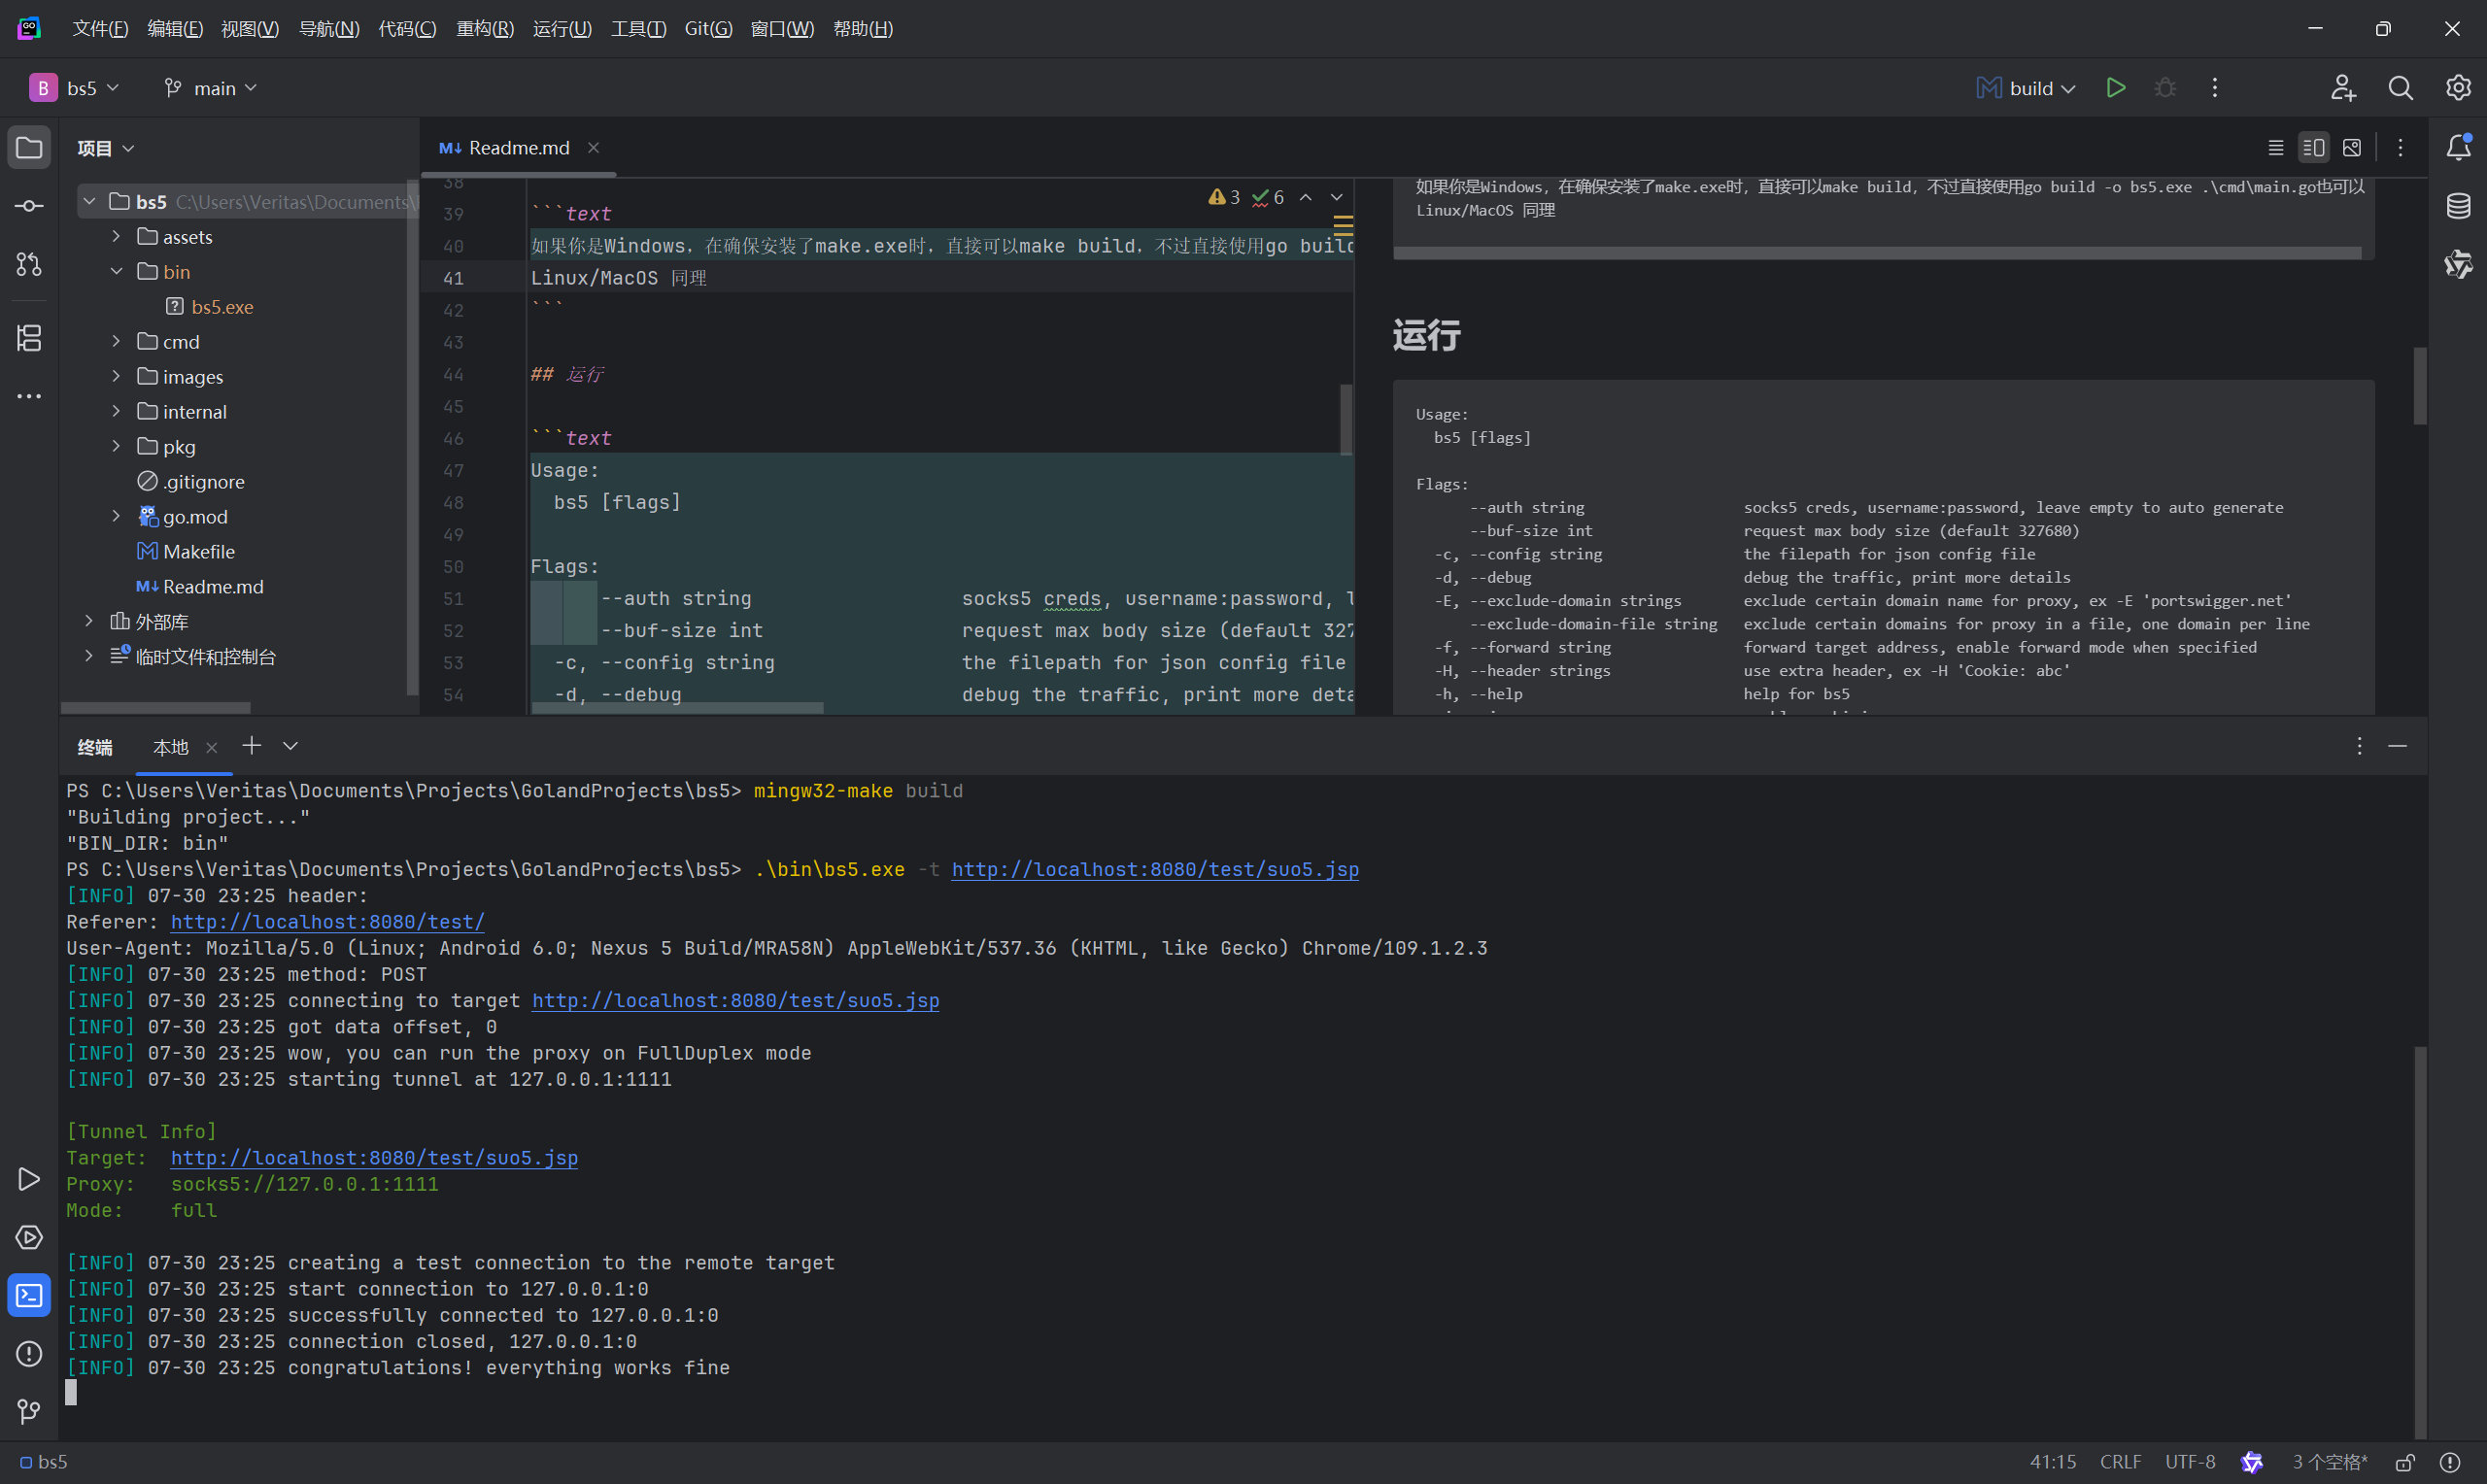 文件(F) 编辑(E) 视图(V) 导航(N) 代码(C) 重构(R) 运行(U) 工具(T) Git(G) 窗口(W) 帮助(H)
B bs5 main build
项目
Readme.md
bs5 C:\Users\Veritas\Documents\
assets
bin
bs5.exe
cmd
images
internal
pkg
.gitignore
go.mod
Makefile
Readme.md
外部库
临时文件和控制台
3 6
38
39 ```text
40 如果你是Windows，在确保安装了make.exe时，直接可以make build，不过直接使用go build
41 Linux/MacOS 同理
42 ```
43
44 ## 运行
45
46 ```text
47 Usage:
48 bs5 [flags]
49
50 Flags:
51 --auth string socks5 creds, username:password, l
52 --buf-size int request max body size (default 327
53 -c, --config string the filepath for json config file
54 -d, --debug debug the traffic, print more deta
如果你是Windows，在确保安装了make.exe时，直接可以make build，不过直接使用go build -o bs5.exe .\cmd\main.go也可以
Linux/MacOS 同理
运行
Usage:
bs5 [flags]
Flags:
--auth string socks5 creds, username:password, leave empty to auto generate
--buf-size int request max body size (default 327680)
-c, --config string the filepath for json config file
-d, --debug debug the traffic, print more details
-E, --exclude-domain strings exclude certain domain name for proxy, ex -E 'portswigger.net'
--exclude-domain-file string exclude certain domains for proxy in a file, one domain per line
-f, --forward string forward target address, enable forward mode when specified
-H, --header strings use extra header, ex -H 'Cookie: abc'
-h, --help help for bs5
终端 本地
PS C:\Users\Veritas\Documents\Projects\GolandProjects\bs5> mingw32-make build
"Building project..."
"BIN_DIR: bin"
PS C:\Users\Veritas\Documents\Projects\GolandProjects\bs5> .\bin\bs5.exe -t http://localhost:8080/test/suo5.jsp
[INFO] 07-30 23:25 header:
Referer: http://localhost:8080/test/
User-Agent: Mozilla/5.0 (Linux; Android 6.0; Nexus 5 Build/MRA58N) AppleWebKit/537.36 (KHTML, like Gecko) Chrome/109.1.2.3
[INFO] 07-30 23:25 method: POST
[INFO] 07-30 23:25 connecting to target http://localhost:8080/test/suo5.jsp
[INFO] 07-30 23:25 got data offset, 0
[INFO] 07-30 23:25 wow, you can run the proxy on FullDuplex mode
[INFO] 07-30 23:25 starting tunnel at 127.0.0.1:1111
[Tunnel Info]
Target: http://localhost:8080/test/suo5.jsp
Proxy: socks5://127.0.0.1:1111
Mode: full
[INFO] 07-30 23:25 creating a test connection to the remote target
[INFO] 07-30 23:25 start connection to 127.0.0.1:0
[INFO] 07-30 23:25 successfully connected to 127.0.0.1:0
[INFO] 07-30 23:25 connection closed, 127.0.0.1:0
[INFO] 07-30 23:25 congratulations! everything works fine
bs5
41:15 CRLF UTF-8 3 个空格*